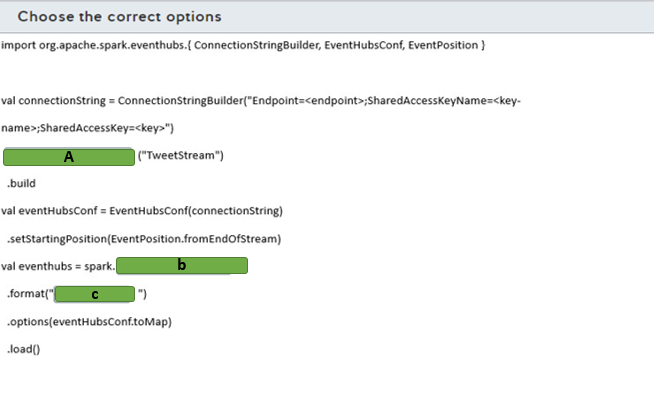 Choose the correct options
import org.apache.spark.eventhubs.{ ConnectionStringBuilder, EventHubsConf, EventPosition }
val connectionString = ConnectionStringBuilder("Endpoint=<endpoint>;SharedAccessKeyName=<key-
name>;SharedAccessKey=<key>")
A ("TweetStream")
.build
val eventHubsConf = EventHubsConf(connectionString)
.setStartingPosition(EventPosition.fromEndOfStream)
val eventhubs = spark. b
.format(" c ")
.options(eventHubsConf.toMap)
.load()